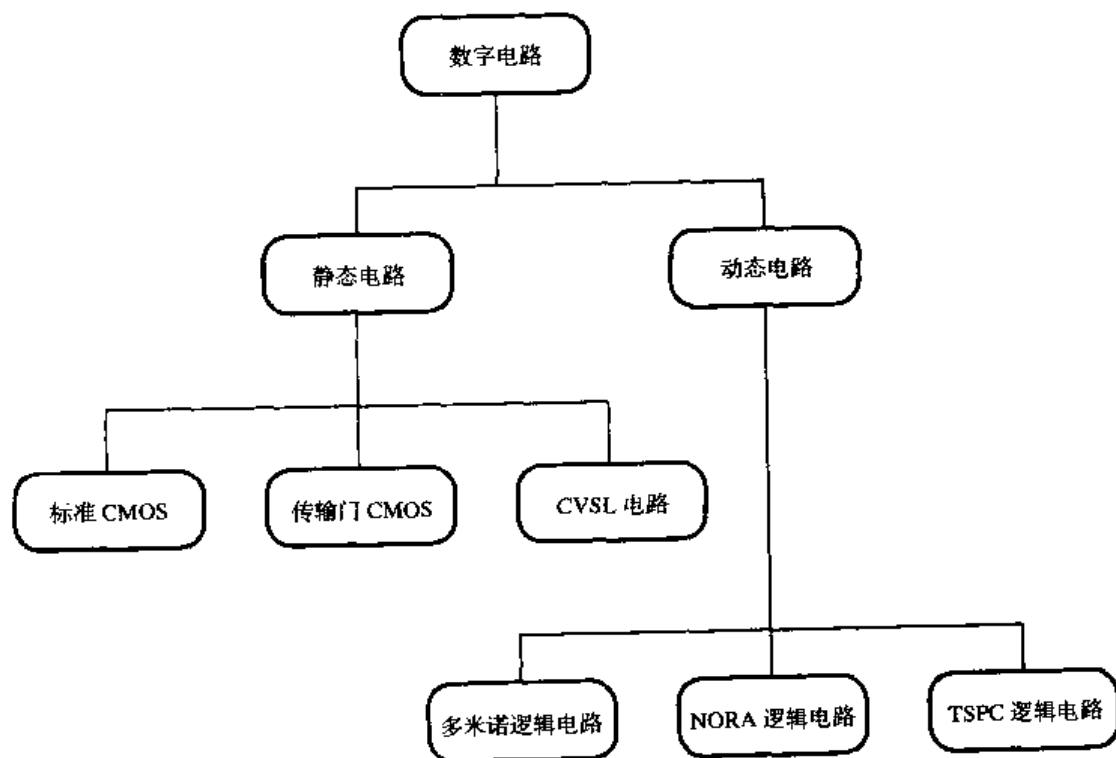 数字电路
静态电路
动态电路
标准 CMOS
传输门 CMOS
CVSL 电路
多米诺逻辑电路
NORA 逻辑电路
TSPC 逻辑电路